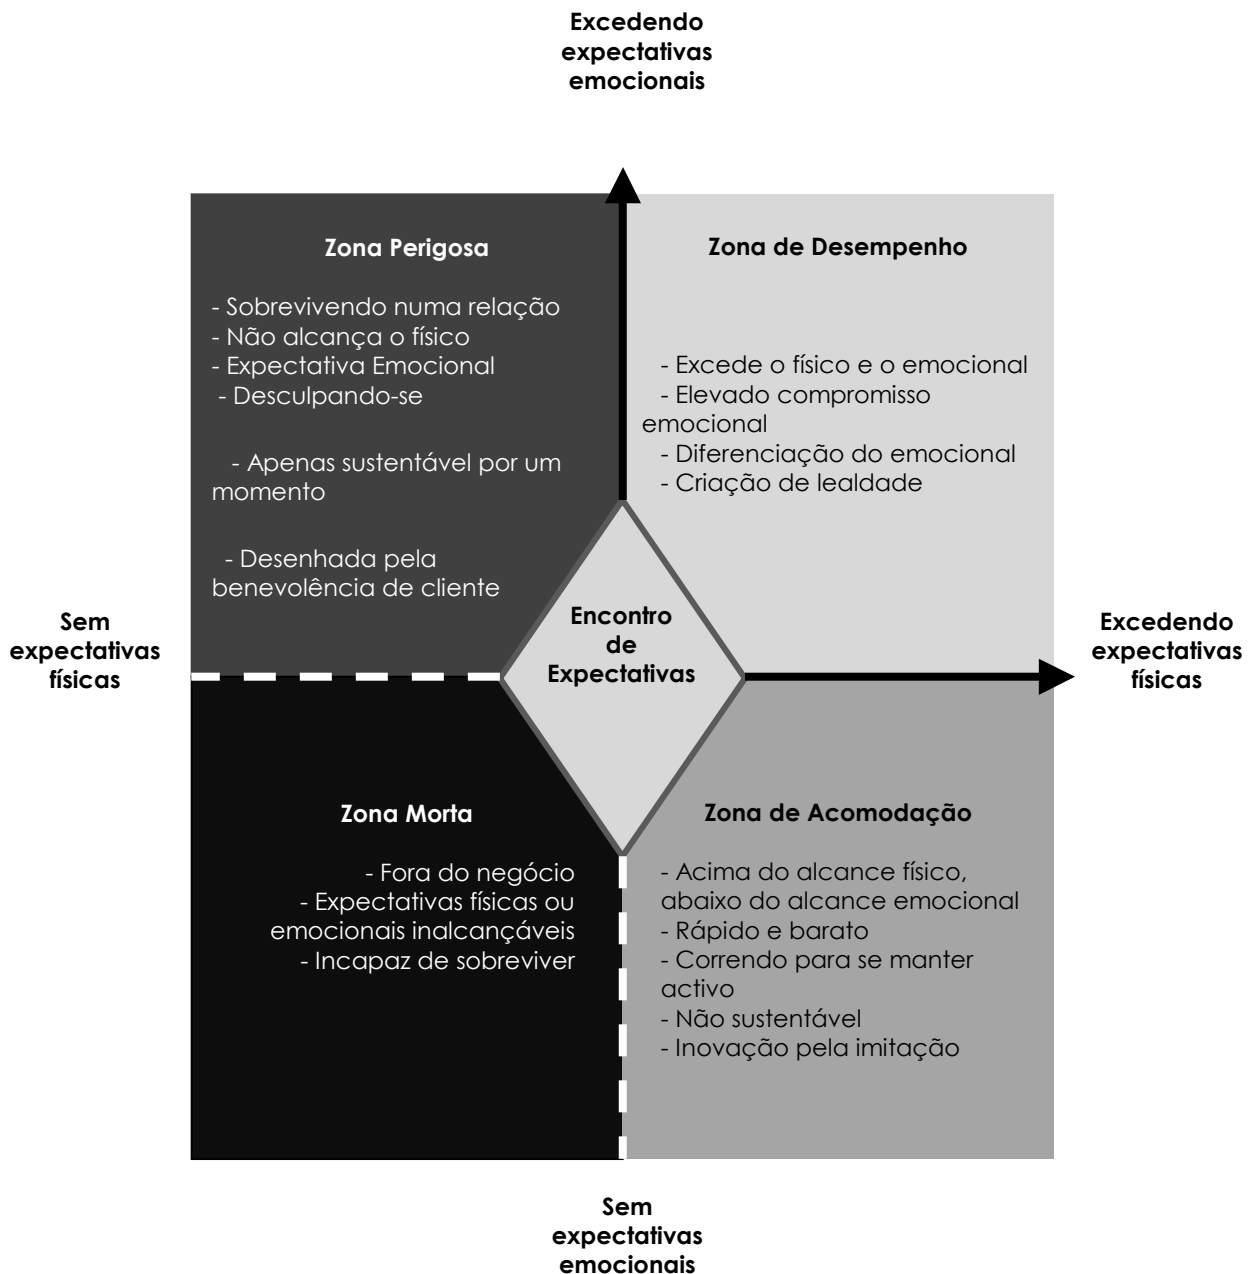 Excedendo
expectativas
emocionais
Zona Perigosa
- Sobrevivendo numa relação
- Não alcança o físico
- Expectativa Emocional
- Desculpando-se
- Apenas sustentável por um
momento
- Desenhada pela
benevolência de cliente
Zona de Desempenho
- Excede o físico e o emocional
- Elevado compromisso
emocional
- Diferenciação do emocional
- Criação de lealdade
Sem
expectativas
físicas
Encontro
de
Expectativas
Excedendo
expectativas
físicas
Zona Morta
- Fora do negócio
- Expectativas físicas ou
emocionais inalcançáveis
- Incapaz de sobreviver
Zona de Acomodação
- Acima do alcance físico,
abaixo do alcance emocional
- Rápido e barato
- Correndo para se manter
activo
- Não sustentável
- Inovação pela imitação
Sem
expectativas
emocionais